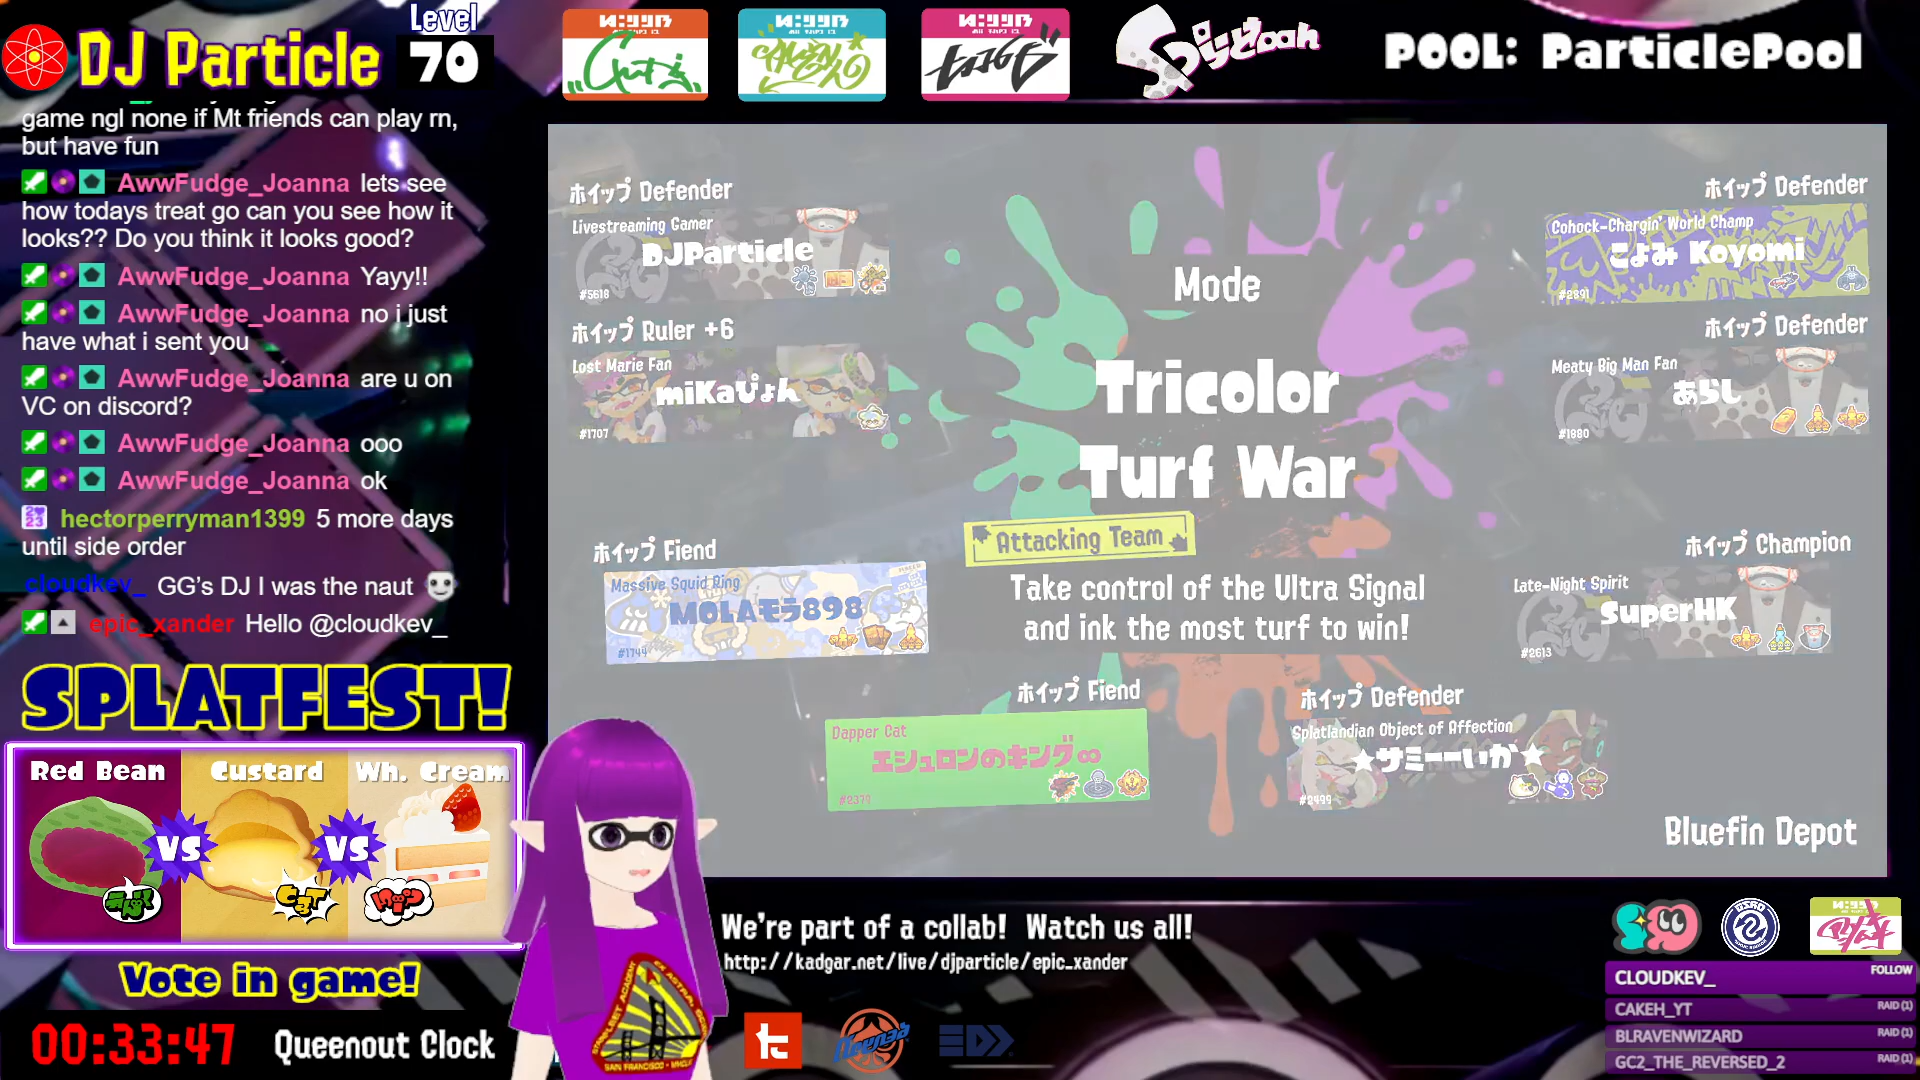 DJ Particle
Level
70
POOL: ParticlePool
game ngl none if Mt friends can play rn,
but have fun
AwwFudge_Joanna lets see
how todays treat go can you see how it
looks?? Do you think it looks good?
AwwFudge_Joanna Yayy!!
AwwFudge_Joanna no i just
have what i sent you
AwwFudge_Joanna are u on
VC on discord?
AwwFudge_Joanna ooo
AwwFudge_Joanna ok
hectorperryman1399 5 more days
until side order
cloudkev_ GG's DJ I was the naut
epic_xander Hello @cloudkev_
SPLATFEST!
Red Bean
Custard
Wh. Cream
VS
VS
Vote in game!
00:33:47
Queenout Clock
ホイップ Defender
Livestreaming Gamer
DJParticle
#5618
ホイップ Ruler +6
Lost Marie Fan
miKaぴょん
#1707
ホイップ Fiend
Massive Squid Ring
MOLAモラ898
#1744
ホイップ Fiend
Dapper Cat
エシュロンのキング∞
#2379
Mode
Tricolor
Turf War
Attacking Team
Take control of the Ultra Signal
and ink the most turf to win!
ホイップ Defender
Cohock-Chargin' World Champ
こよみ Koyomi
#2891
ホイップ Defender
Meaty Big Man Fan
あらし
#1880
ホイップ Champion
Late-Night Spirit
SuperHK
#2613
ホイップ Defender
Splatlandian Object of Affection
★サミーーいか★
#2499
Bluefin Depot
We're part of a collab! Watch us all!
http://kadgar.net/live/djparticle/epic_xander
SAN FRANCISCO
CLOUDKEV_
FOLLOW
CAKEH_YT
RAID (1)
BLRAVENWIZARD
RAID (1)
GC2_THE_REVERSED_2
RAID (1)